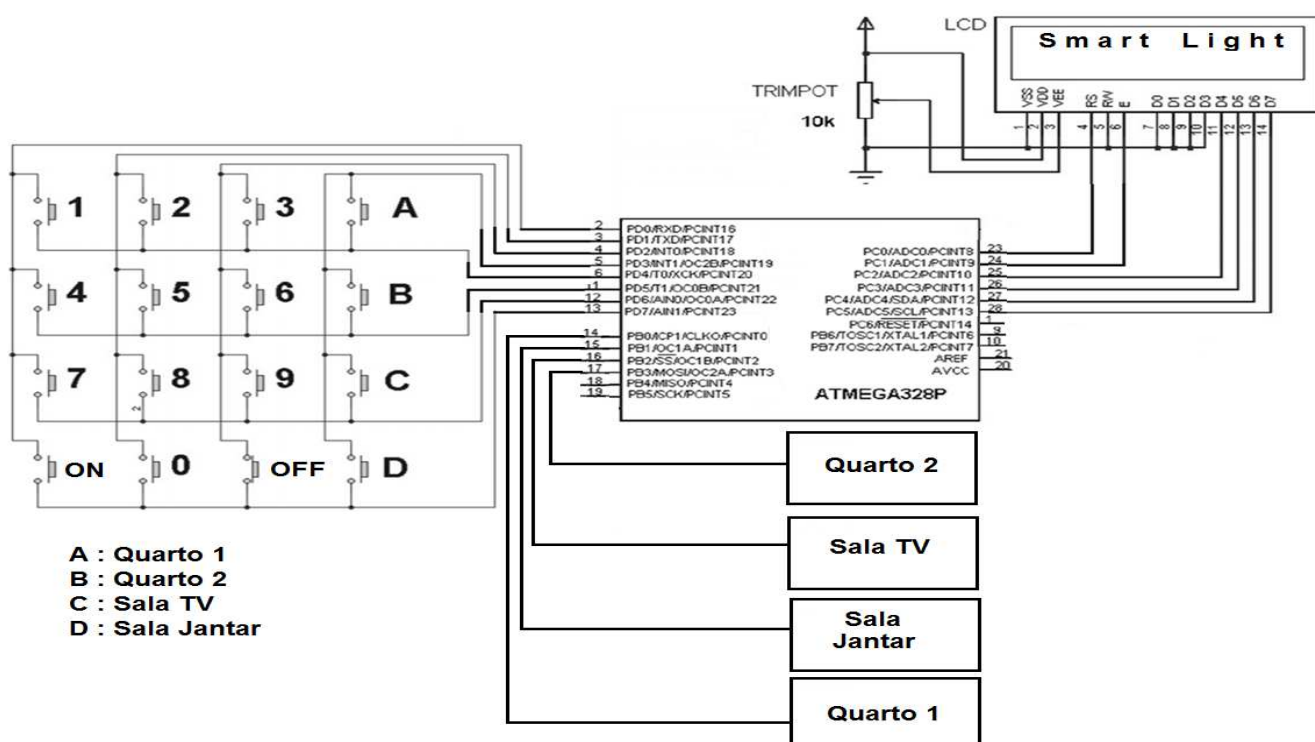 LCD
Smart Light
TRIMPOT
10k
VSS VDD VEE RS RW E D0 D1 D2 D3 D4 D5 D6 D7
1 2 3 4 5 6 7 8 9 10 11 12 13 14
1 2 3 A
4 5 6 B
7 8 9 C
2
ON 0 OFF D
2 PD0/RXD/PCINT16
3 PD1/TXD/PCINT17
4 PD2/INT0/PCINT18
5 PD3/INT1/OC2B/PCINT19
6 PD4/T0/XCK/PCINT20
1 PD5/T1/OC0B/PCINT21
12 PD6/AIN0/OC0A/PCINT22
13 PD7/AIN1/PCINT23
14 PB0/ICP1/CLKO/PCINT0
15 PB1/OC1A/PCINT1
16 PB2/SS/OC1B/PCINT2
17 PB3/MOSI/OC2A/PCINT3
18 PB4/MISO/PCINT4
19 PB5/SCK/PCINT5
PC0/ADC0/PCINT8 23
PC1/ADC1/PCINT9 24
PC2/ADC2/PCINT10 25
PC3/ADC3/PCINT11 26
PC4/ADC4/SDA/PCINT12 27
PC5/ADC5/SCL/PCINT13 28
PC6/RESET/PCINT14 1
PB6/TOSC1/XTAL1/PCINT6 9
PB7/TOSC2/XTAL2/PCINT7 10
AREF 21
AVCC 20
ATMEGA328P
Quarto 2
Sala TV
Sala
Jantar
Quarto 1
A : Quarto 1
B : Quarto 2
C : Sala TV
D : Sala Jantar